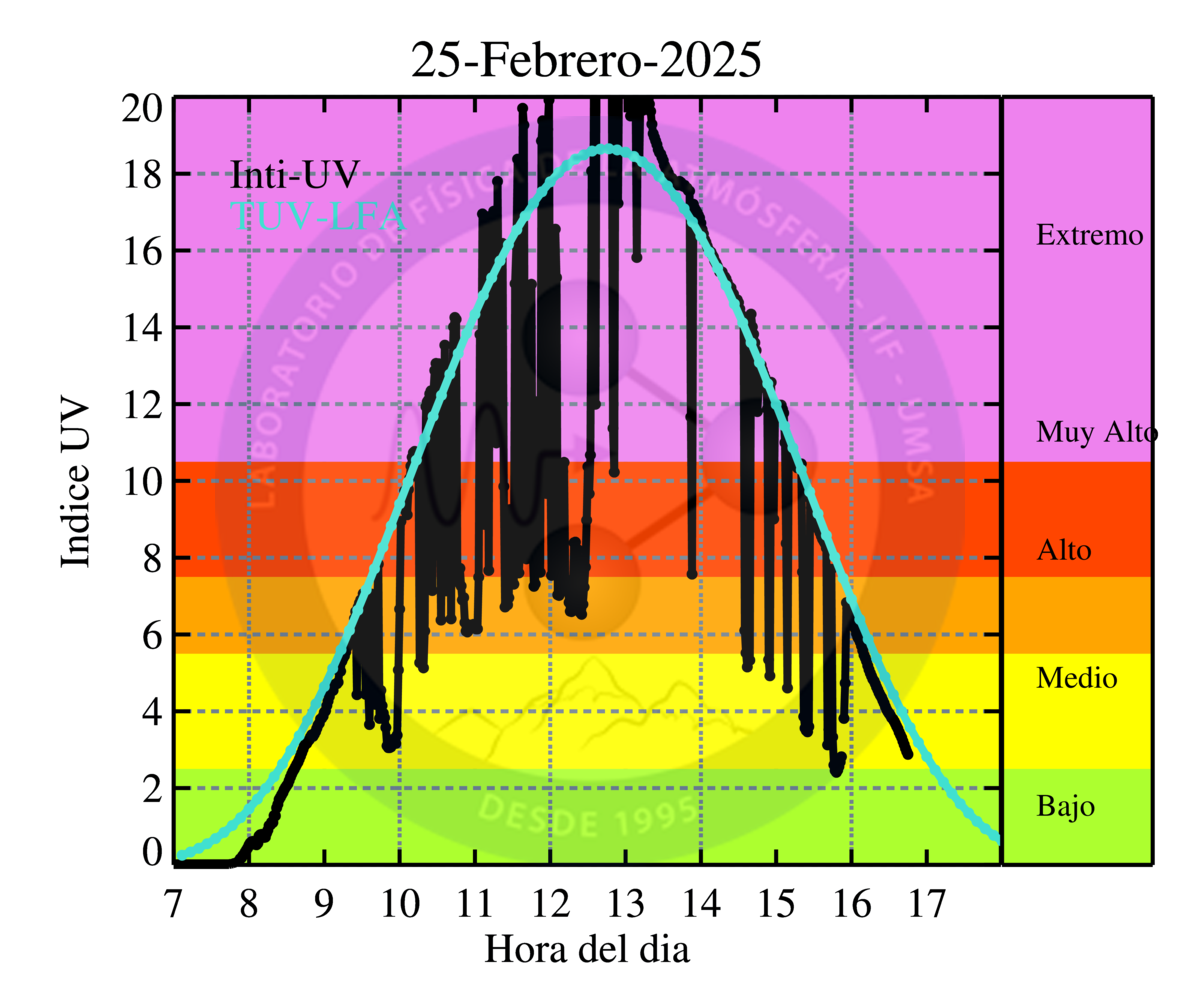 25-Febrero-2025
Indice UV
20
18
16
14
12
10
8
6
4
2
0
Inti-UV
TUV-LFA
LABORATORIO DE FÍSICA DE LA ATMÓSFERA - IIF - UMSA
DESDE 1995
Extremo
Muy Alto
Alto
Medio
Bajo
7 8 9 10 11 12 13 14 15 16 17
Hora del dia